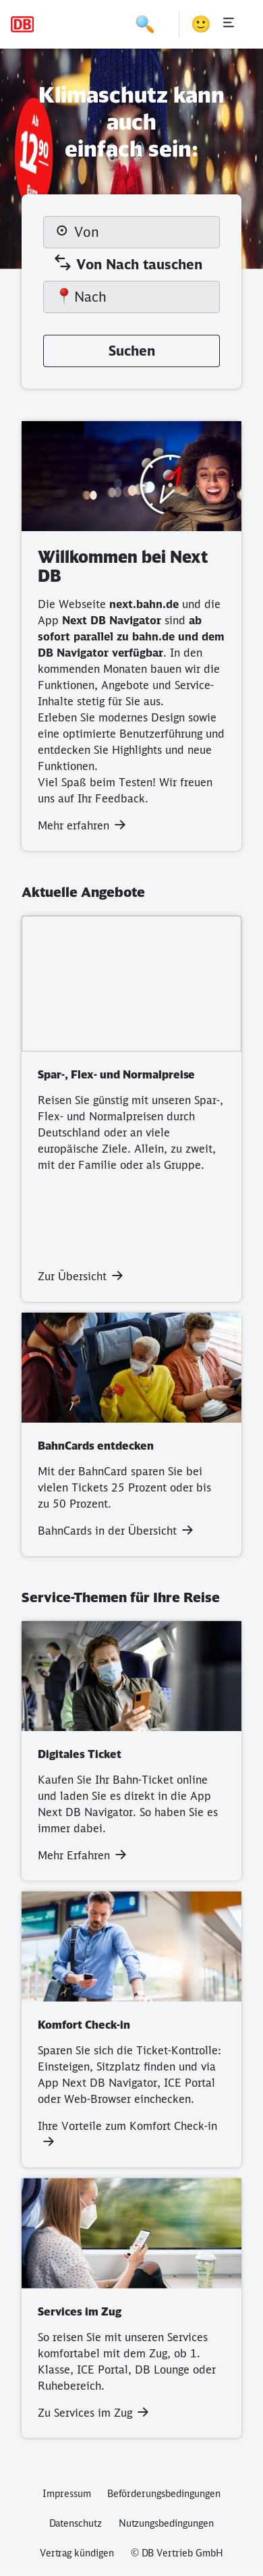 DB
Klimaschutz kann
auch
einfach sein:
Ab
12,90
Euro
Von
Von Nach tauschen
Nach
Suchen
Willkommen bei Next
DB
Die Webseite next.bahn.de und die
App Next DB Navigator sind ab
sofort parallel zu bahn.de und dem
DB Navigator verfügbar. In den
kommenden Monaten bauen wir die
Funktionen, Angebote und Service-
Inhalte stetig für Sie aus.
Erleben Sie modernes Design sowie
eine optimierte Benutzerführung und
entdecken Sie Highlights und neue
Funktionen.
Viel Spaß beim Testen! Wir freuen
uns auf Ihr Feedback.
Mehr erfahren →
Aktuelle Angebote
Spar-, Flex- und Normalpreise
Reisen Sie günstig mit unseren Spar-,
Flex- und Normalpreisen durch
Deutschland oder an viele
europäische Ziele. Allein, zu zweit,
mit der Familie oder als Gruppe.
Zur Übersicht →
BahnCards entdecken
Mit der BahnCard sparen Sie bei
vielen Tickets 25 Prozent oder bis
zu 50 Prozent.
BahnCards in der Übersicht →
Service-Themen für Ihre Reise
Digitales Ticket
Kaufen Sie Ihr Bahn-Ticket online
und laden Sie es direkt in die App
Next DB Navigator. So haben Sie es
immer dabei.
Mehr Erfahren →
Komfort Check-in
Sparen Sie sich die Ticket-Kontrolle:
Einsteigen, Sitzplatz finden und via
App Next DB Navigator, ICE Portal
oder Web-Browser einchecken.
Ihre Vorteile zum Komfort Check-in
→
Services im Zug
So reisen Sie mit unseren Services
komfortabel mit dem Zug, ob 1.
Klasse, ICE Portal, DB Lounge oder
Ruhebereich.
Zu Services im Zug →
Impressum Beförderungsbedingungen
Datenschutz Nutzungsbedingungen
Vertrag kündigen © DB Vertrieb GmbH